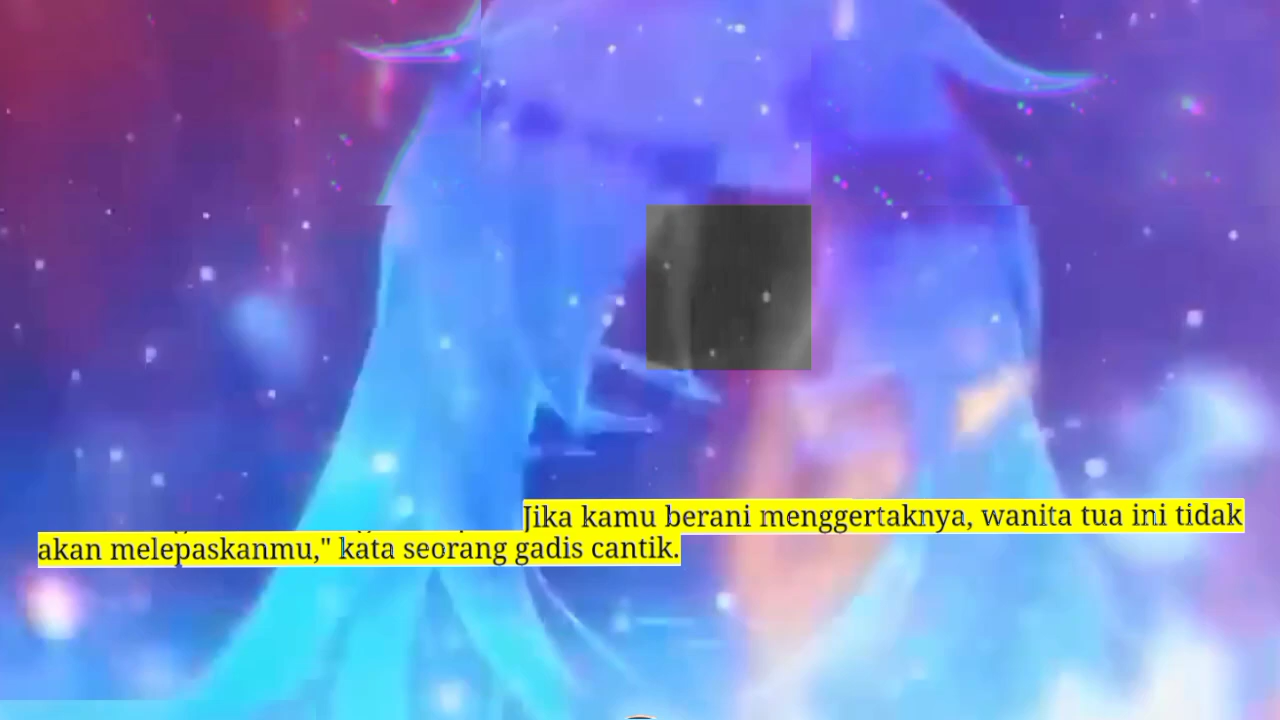 Jika kamu berani menggertaknya, wanita tua ini tidak
akan melepaskanmu," kata seorang gadis cantik.